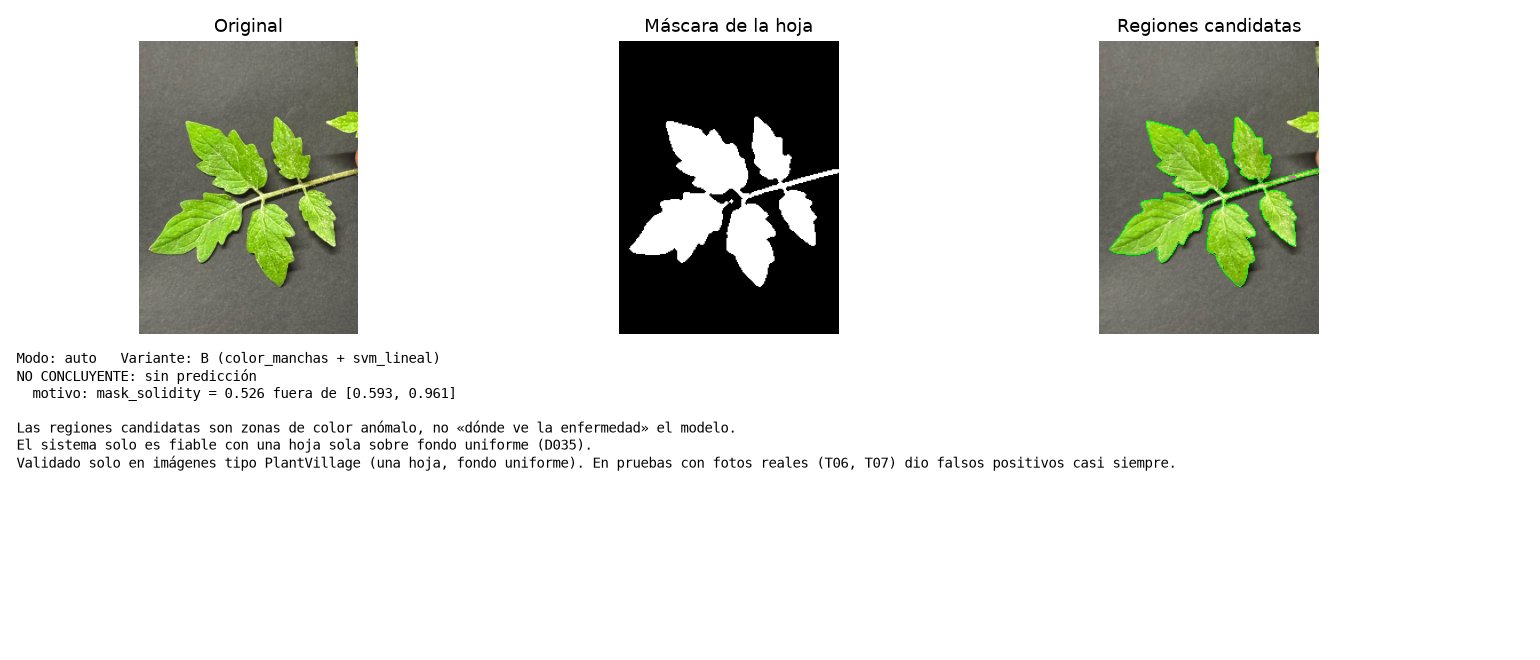 Original
Máscara de la hoja
Regiones candidatas
Modo: auto   Variante: B (color_manchas + svm_lineal)
NO CONCLUYENTE: sin predicción
  motivo: mask_solidity = 0.526 fuera de [0.593, 0.961]
Las regiones candidatas son zonas de color anómalo, no «dónde ve la enfermedad» el modelo.
El sistema solo es fiable con una hoja sola sobre fondo uniforme (D035).
Validado solo en imágenes tipo PlantVillage (una hoja, fondo uniforme). En pruebas con fotos reales (T06, T07) dio falsos positivos casi siempre.